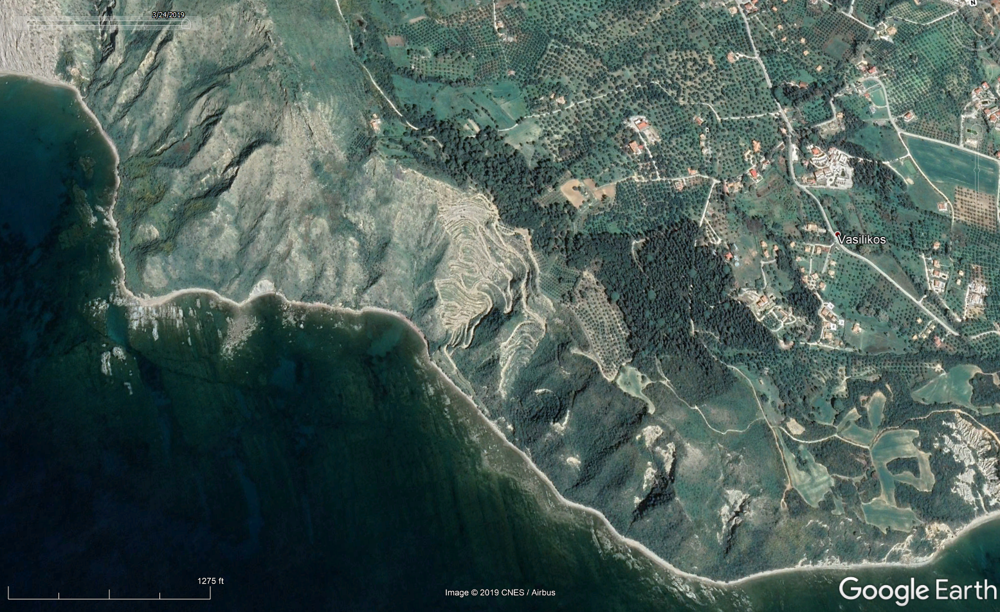 3/24/2019
N
Vasilikos
1275 ft
Image © 2019 CNES / Airbus
Google Earth